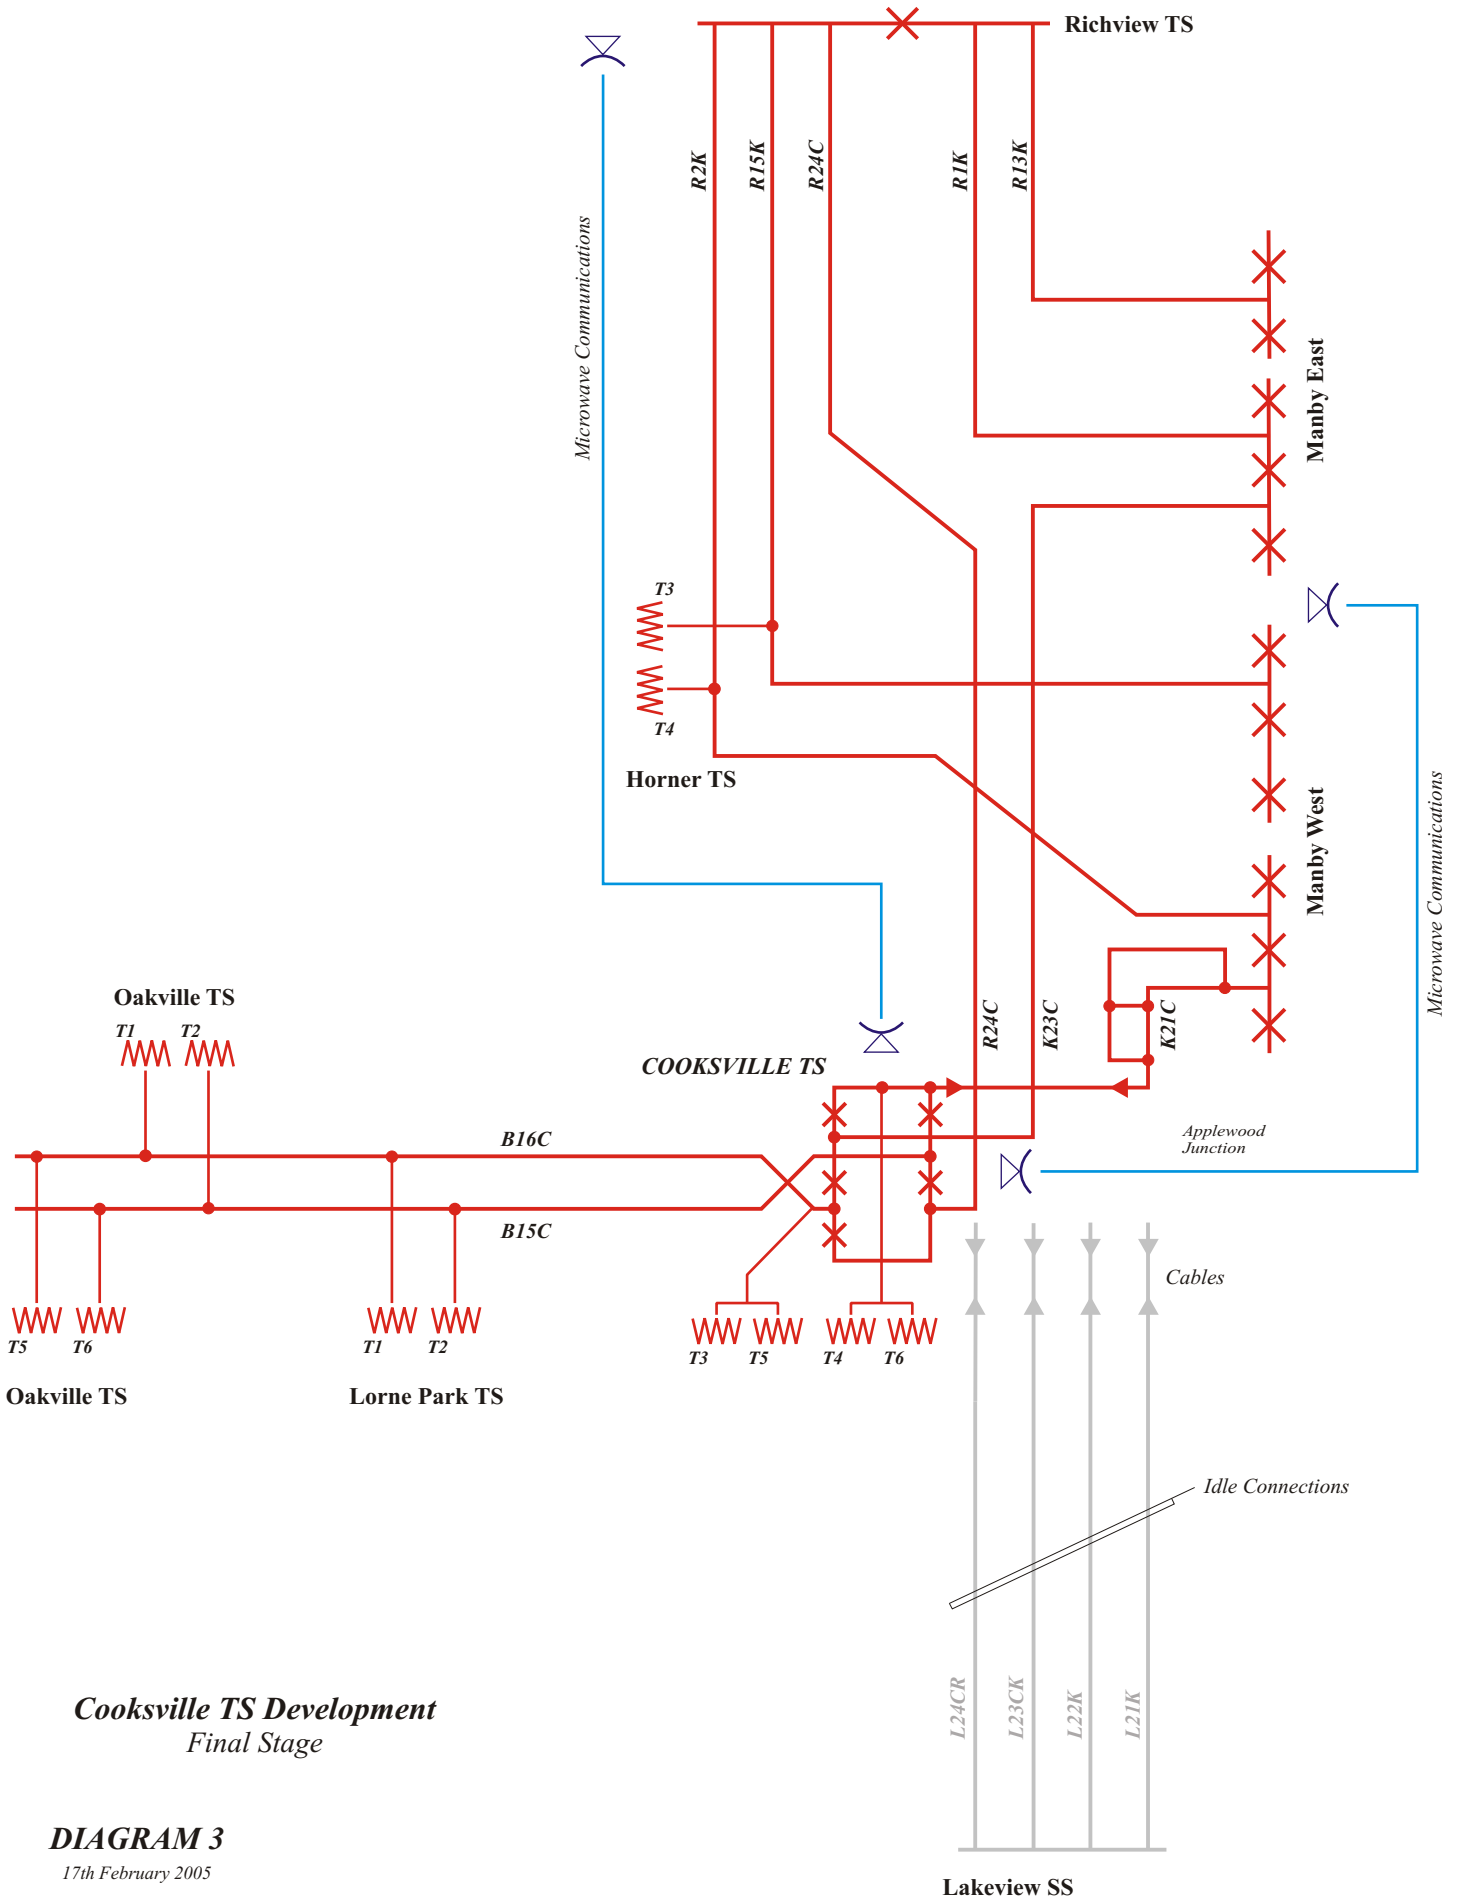 Richview TS
R2K
R15K
R24C
R1K
R13K
Microwave Communications
Manby East
T3
T4
Horner TS
Manby West
Microwave Communications
Oakville TS
T1 T2
R24C
K23C
K21C
COOKSVILLE TS
B16C
Applewood
Junction
B15C
Cables
T5 T6
T1 T2
T3 T5 T4 T6
Oakville TS
Lorne Park TS
Idle Connections
L24CR
L23CK
L22K
L21K
Cooksville TS Development
Final Stage
DIAGRAM 3
17th February 2005
Lakeview SS